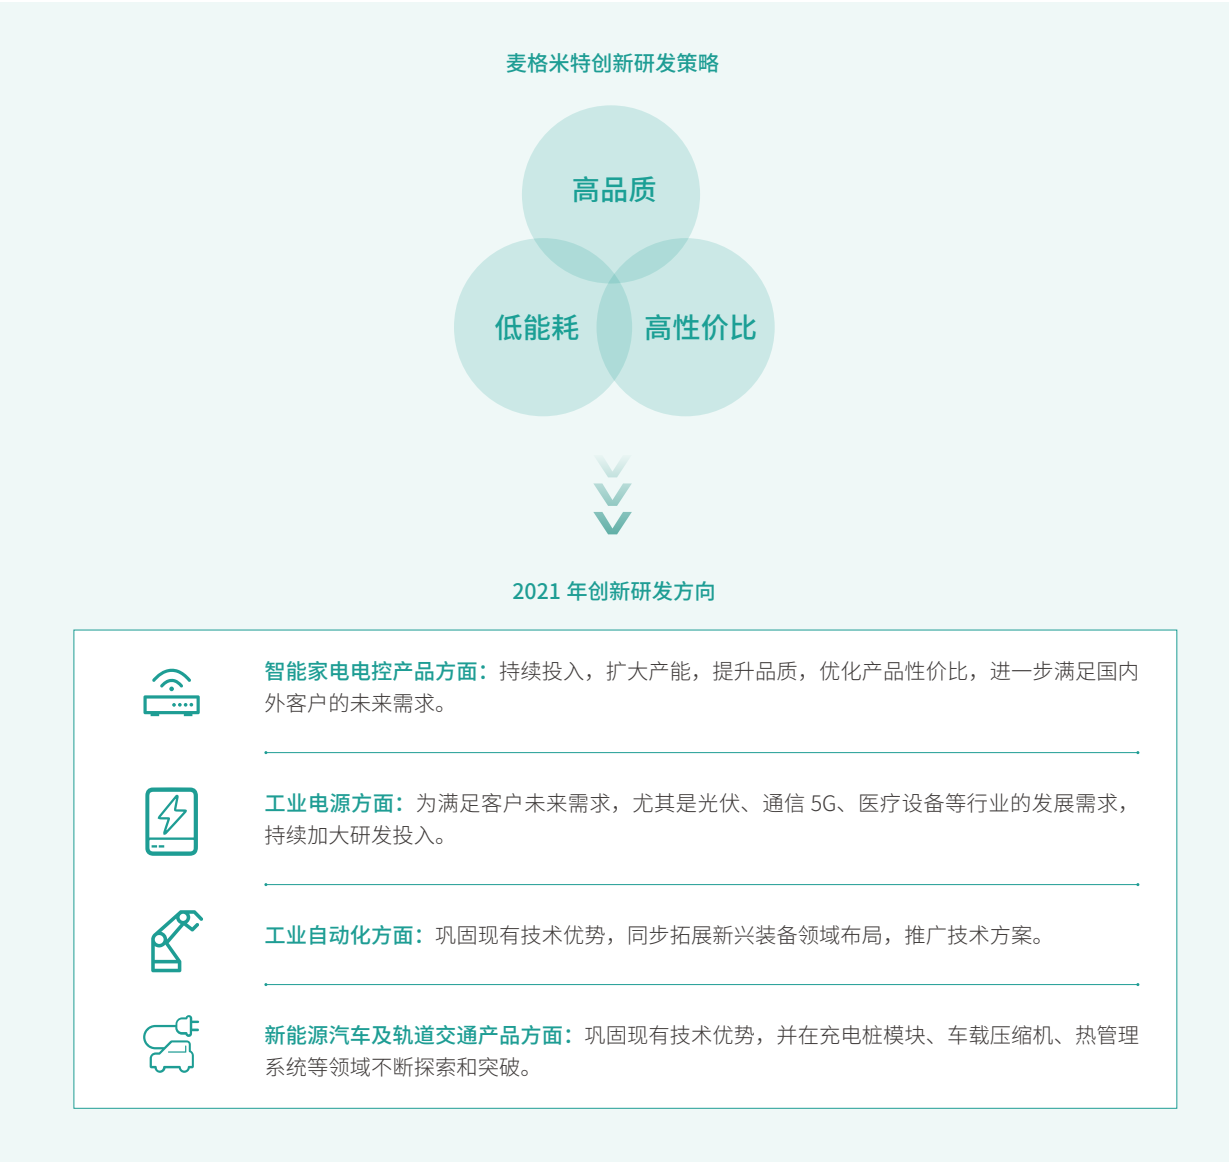 麦格米特创新研发策略
高品质
低能耗
高性价比
2021 年创新研发方向
智能家电电控产品方面：持续投入，扩大产能，提升品质，优化产品性价比，进一步满足国内
外客户的未来需求。
工业电源方面：为满足客户未来需求，尤其是光伏、通信 5G、医疗设备等行业的发展需求，
持续加大研发投入。
工业自动化方面：巩固现有技术优势，同步拓展新兴装备领域布局，推广技术方案。
新能源汽车及轨道交通产品方面：巩固现有技术优势，并在充电桩模块、车载压缩机、热管理
系统等领域不断探索和突破。